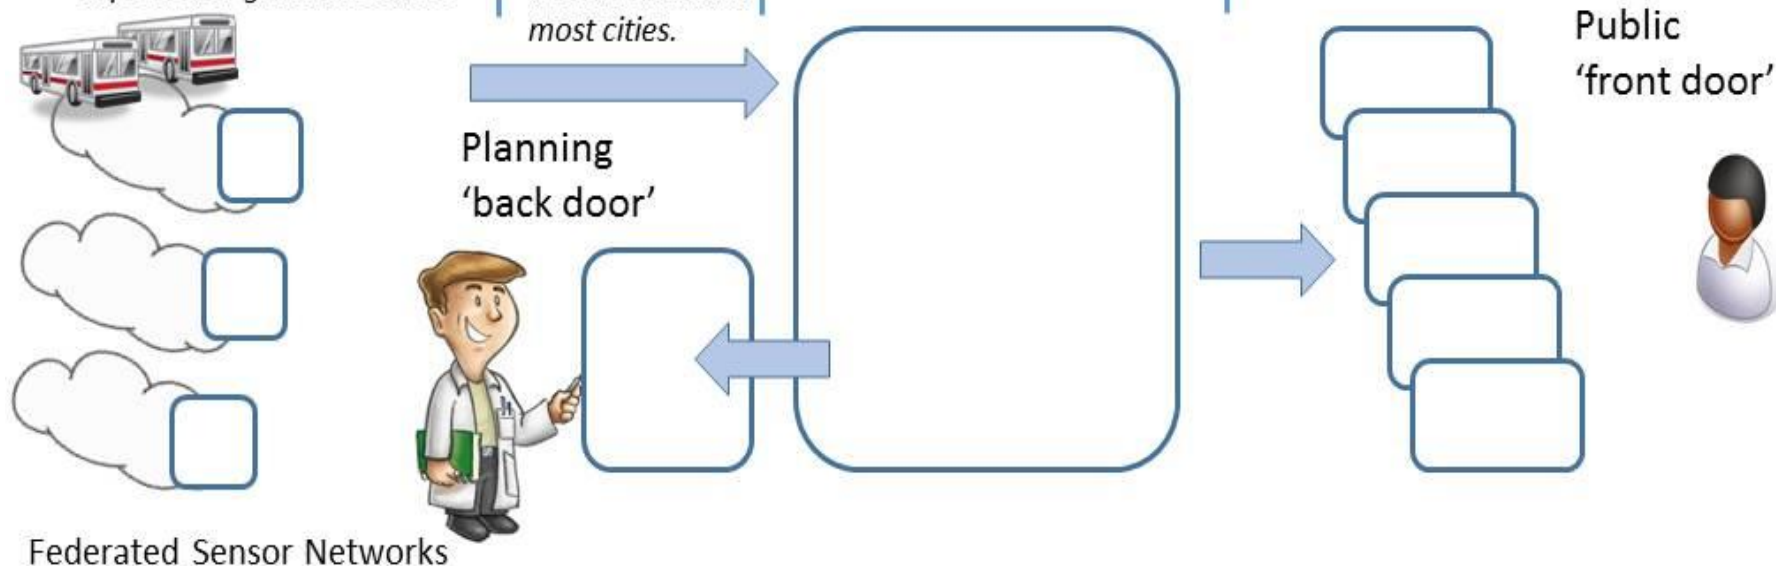 most cities.
Public
‘front door’
Planning
‘back door’
Federated Sensor Networks